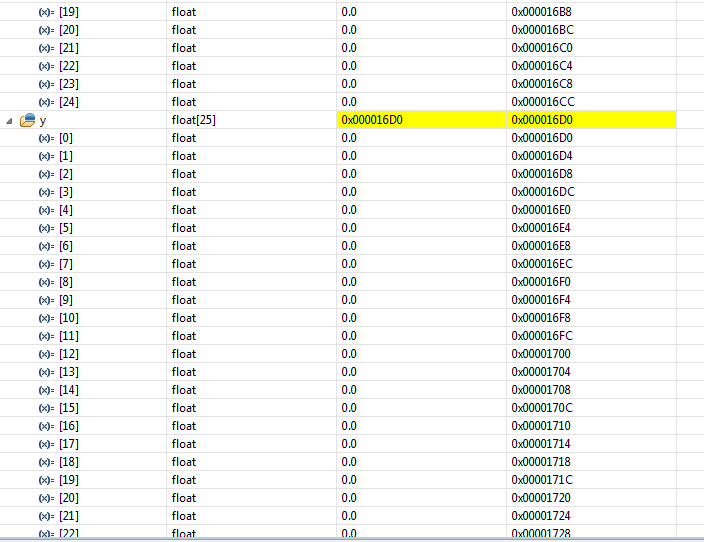 (x)= [19] float 0.0 0x000016B8
(x)= [20] float 0.0 0x000016BC
(x)= [21] float 0.0 0x000016C0
(x)= [22] float 0.0 0x000016C4
(x)= [23] float 0.0 0x000016C8
(x)= [24] float 0.0 0x000016CC
y float[25] 0x000016D0 0x000016D0
(x)= [0] float 0.0 0x000016D0
(x)= [1] float 0.0 0x000016D4
(x)= [2] float 0.0 0x000016D8
(x)= [3] float 0.0 0x000016DC
(x)= [4] float 0.0 0x000016E0
(x)= [5] float 0.0 0x000016E4
(x)= [6] float 0.0 0x000016E8
(x)= [7] float 0.0 0x000016EC
(x)= [8] float 0.0 0x000016F0
(x)= [9] float 0.0 0x000016F4
(x)= [10] float 0.0 0x000016F8
(x)= [11] float 0.0 0x000016FC
(x)= [12] float 0.0 0x00001700
(x)= [13] float 0.0 0x00001704
(x)= [14] float 0.0 0x00001708
(x)= [15] float 0.0 0x0000170C
(x)= [16] float 0.0 0x00001710
(x)= [17] float 0.0 0x00001714
(x)= [18] float 0.0 0x00001718
(x)= [19] float 0.0 0x0000171C
(x)= [20] float 0.0 0x00001720
(x)= [21] float 0.0 0x00001724
(x)= [22] float 0.0 0x00001728